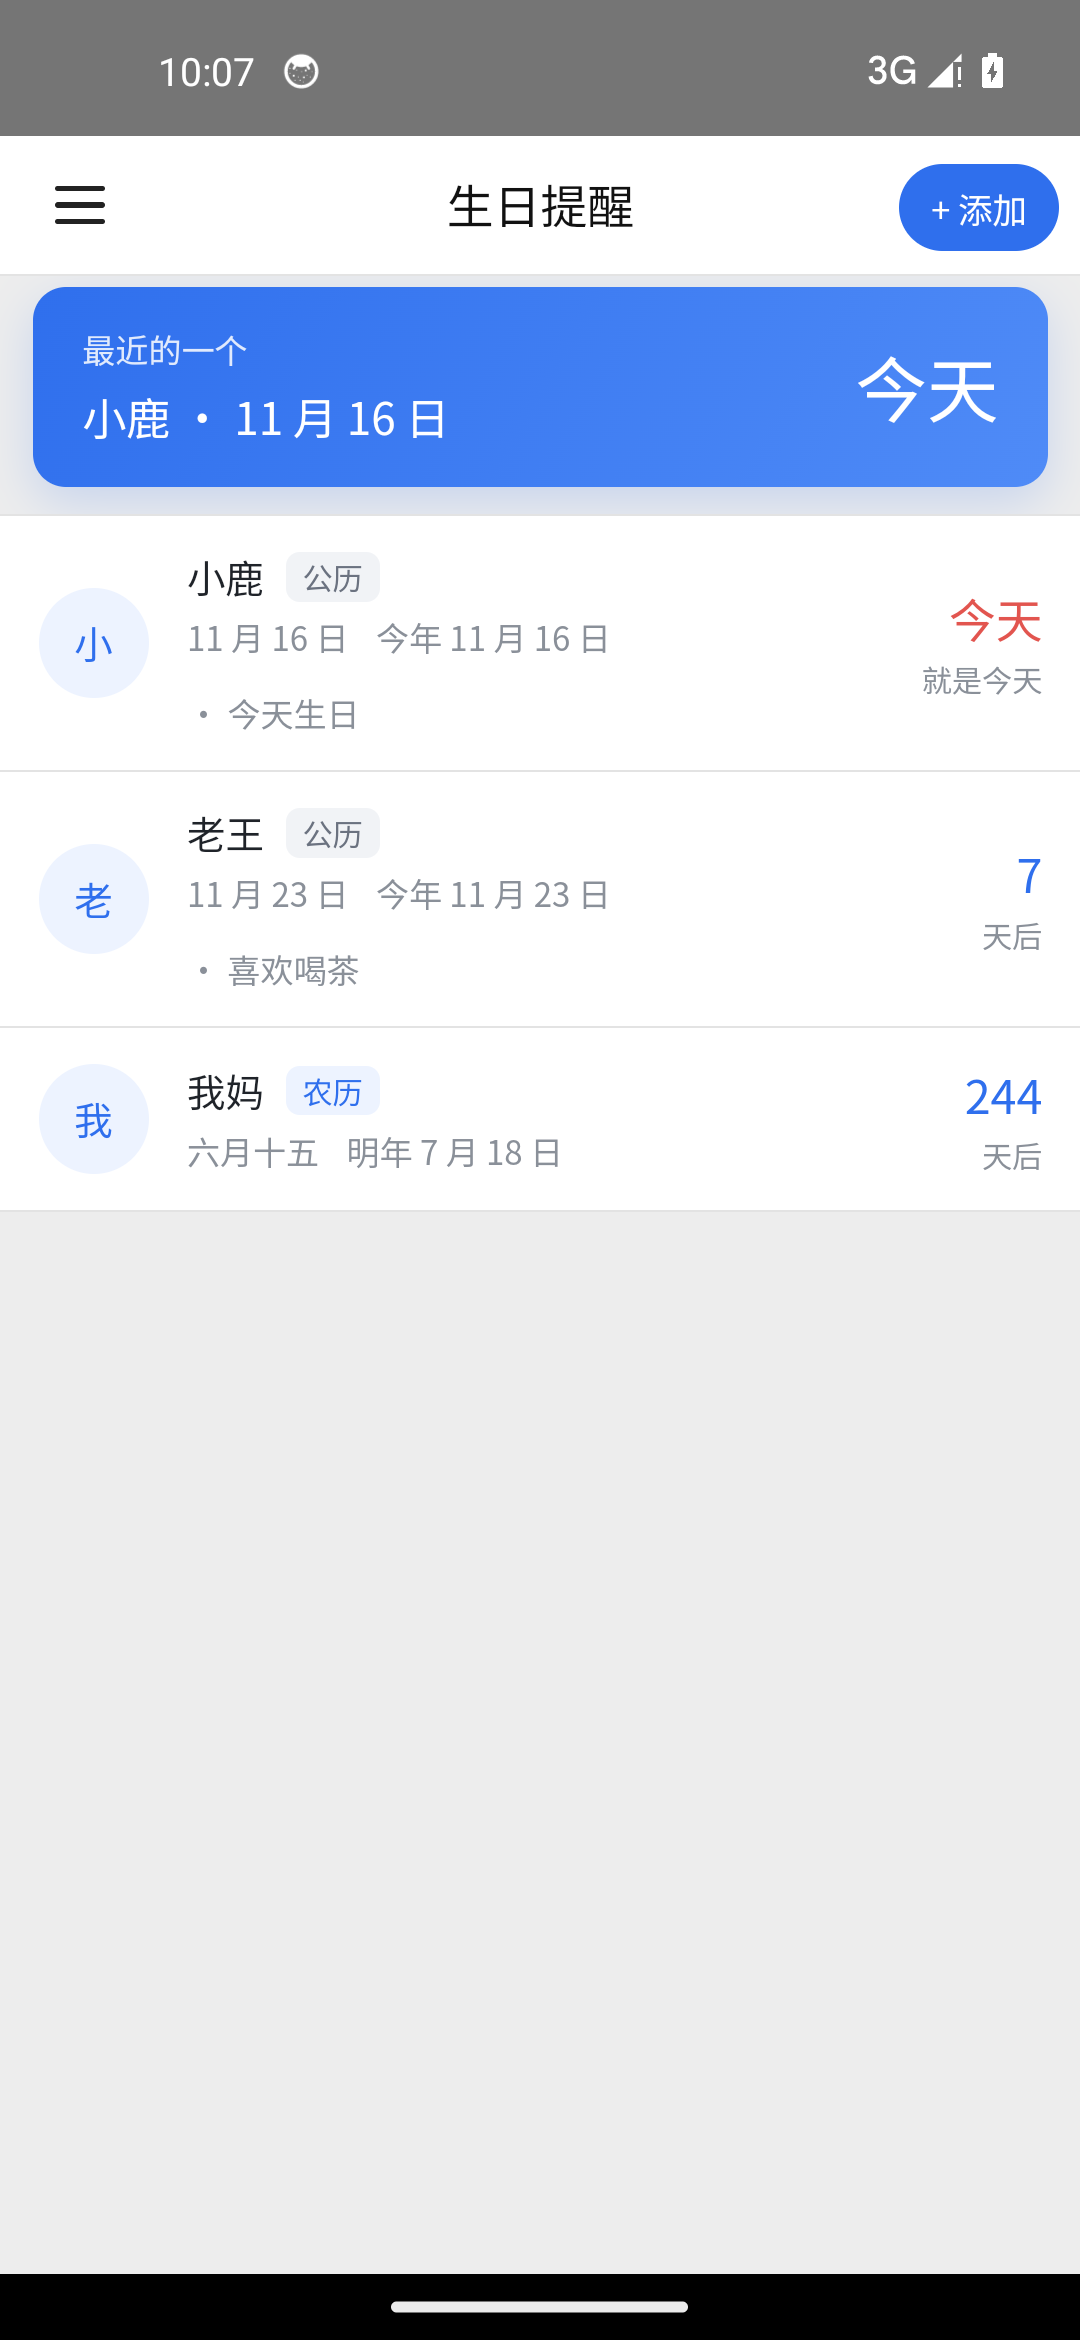 10:07
3G
生日提醒
+ 添加
最近的一个
小鹿 · 11 月 16 日
今天
小
小鹿 公历
11 月 16 日 今年 11 月 16 日
· 今天生日
今天
就是今天
老
老王 公历
11 月 23 日 今年 11 月 23 日
· 喜欢喝茶
7
天后
我
我妈 农历
六月十五 明年 7 月 18 日
244
天后